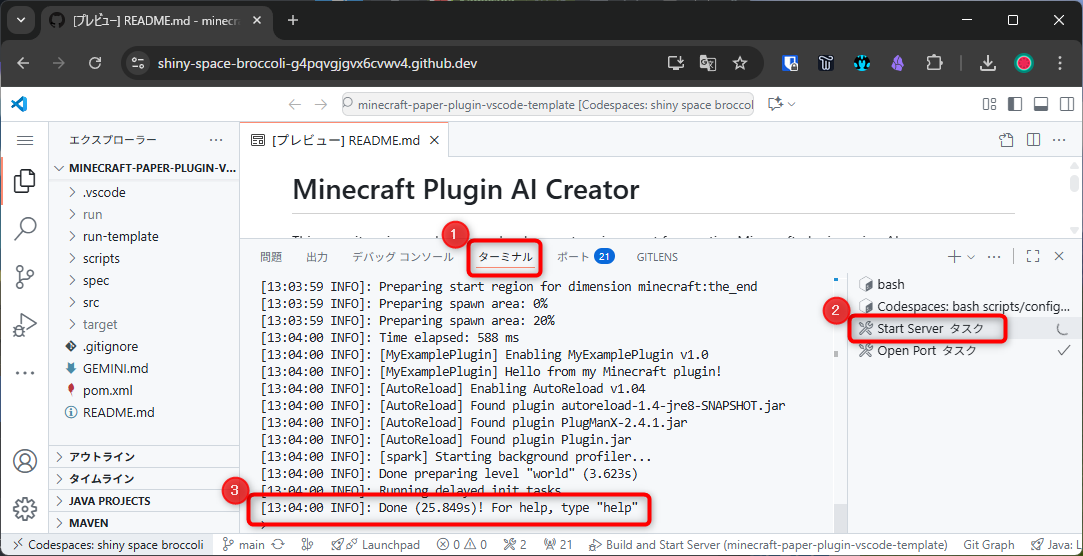 [プレビュー] README.md - minecr
shiny-space-broccoli-g4pqvgjgvx6cvwv4.github.dev
minecraft-paper-plugin-vscode-template [Codespaces: shiny space broccol
エクスプローラー
[プレビュー] README.md
MINECRAFT-PAPER-PLUGIN-V...
.vscode
run
run-template
scripts
spec
src
target
.gitignore
GEMINI.md
pom.xml
README.md
アウトライン
タイムライン
JAVA PROJECTS
MAVEN
Minecraft Plugin AI Creator
1
問題 出力 デバッグ コンソール ターミナル ポート 21 GITLENS
[13:03:59 INFO]: Preparing start region for dimension minecraft:the_end
[13:03:59 INFO]: Preparing spawn area: 0%
[13:03:59 INFO]: Preparing spawn area: 20%
[13:04:00 INFO]: Time elapsed: 588 ms
[13:04:00 INFO]: [MyExamplePlugin] Enabling MyExamplePlugin v1.0
[13:04:00 INFO]: [MyExamplePlugin] Hello from my Minecraft plugin!
[13:04:00 INFO]: [AutoReload] Enabling AutoReload v1.04
[13:04:00 INFO]: [AutoReload] Found plugin autoreload-1.4-jre8-SNAPSHOT.jar
[13:04:00 INFO]: [AutoReload] Found plugin PlugManX-2.4.1.jar
[13:04:00 INFO]: [AutoReload] Found plugin Plugin.jar
[13:04:00 INFO]: [spark] Starting background profiler...
[13:04:00 INFO]: Done preparing level "world" (3.623s)
[13:04:00 INFO]: Running delayed init tasks
3
[13:04:00 INFO]: Done (25.849s)! For help, type "help"
>
bash
Codespaces: bash scripts/config...
2
Start Server タスク
Open Port タスク
Codespaces: shiny space broccoli main Launchpad 0 0 2 21 Build and Start Server (minecraft-paper-plugin-vscode-template) Git Graph Java: L